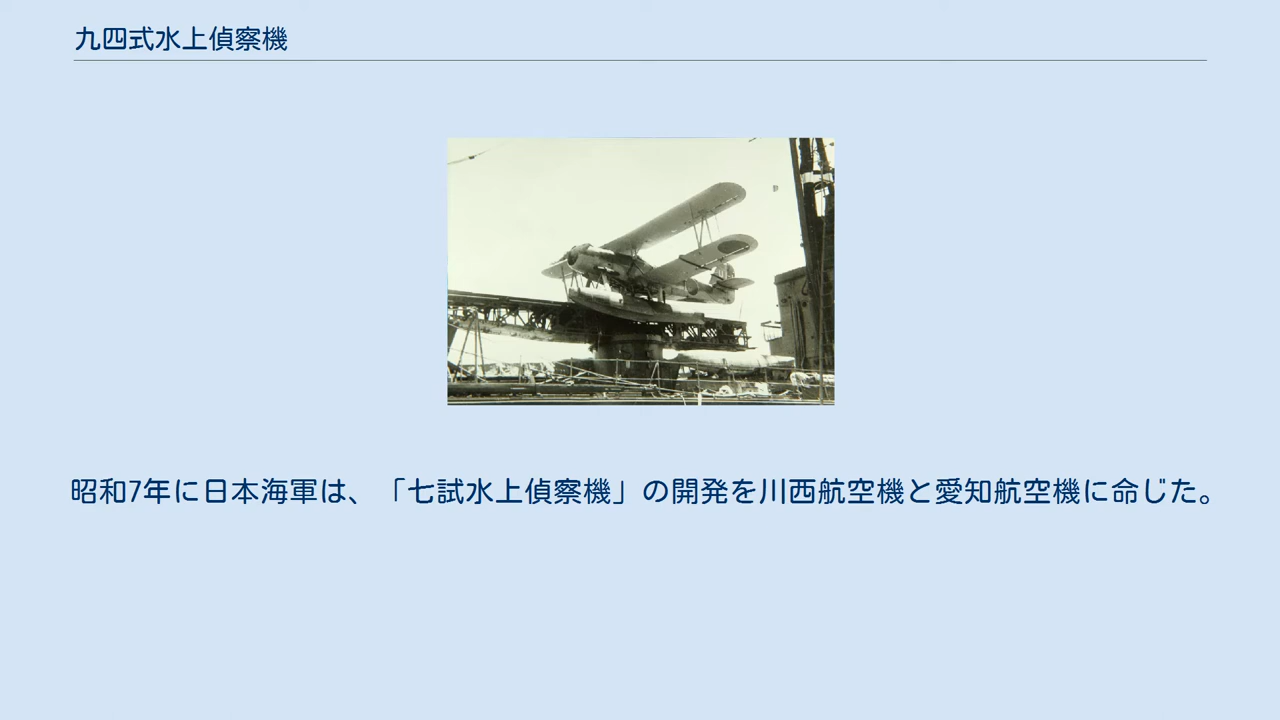 九四式水上偵察機
昭和7年に日本海軍は、「七試水上偵察機」の開発を川西航空機と愛知航空機に命じた。